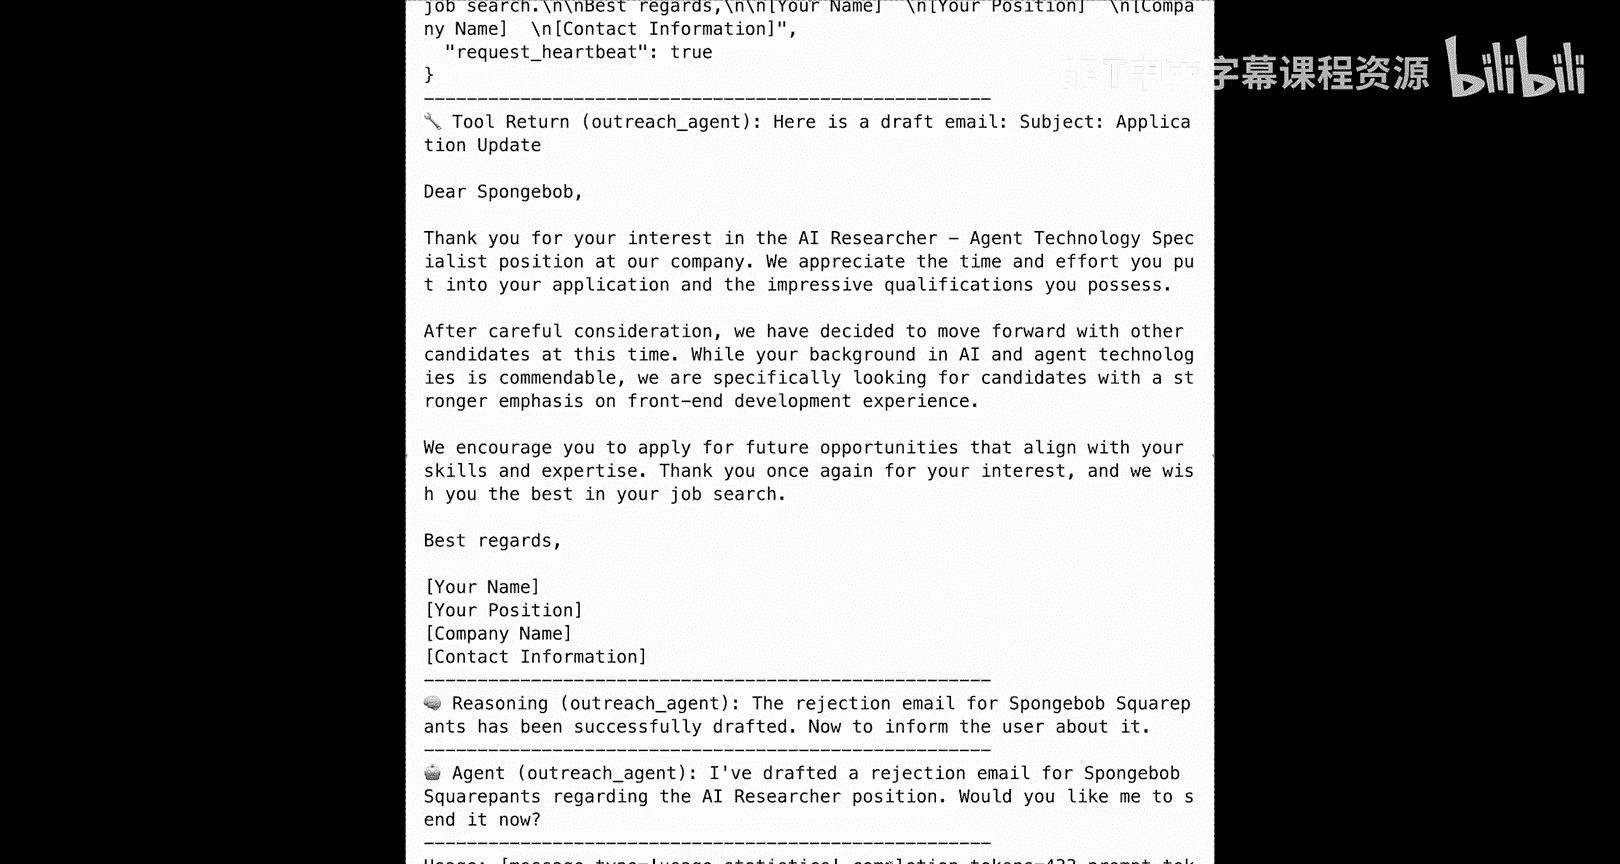 job search.\n\nBest regards,\n\n[Your Name]  \n[Your Position]  \n[Compa
ny Name]  \n[Contact Information]",
  "request_heartbeat": true
}
-----------------------------------------------------
🔧 Tool Return (outreach_agent): Here is a draft email: Subject: Applica
tion Update

Dear Spongebob,

Thank you for your interest in the AI Researcher – Agent Technology Spec
ialist position at our company. We appreciate the time and effort you pu
t into your application and the impressive qualifications you possess.

After careful consideration, we have decided to move forward with other
candidates at this time. While your background in AI and agent technolog
ies is commendable, we are specifically looking for candidates with a st
ronger emphasis on front-end development experience.

We encourage you to apply for future opportunities that align with your
skills and expertise. Thank you once again for your interest, and we wis
h you the best in your job search.

Best regards,

[Your Name]
[Your Position]
[Company Name]
[Contact Information]
-----------------------------------------------------
🧠 Reasoning (outreach_agent): The rejection email for Spongebob Squarep
ants has been successfully drafted. Now to inform the user about it.
-----------------------------------------------------
🤖 Agent (outreach_agent): I've drafted a rejection email for Spongebob
Squarepants regarding the AI Researcher position. Would you like me to s
end it now?
-----------------------------------------------------
字幕课程资源 bilibili